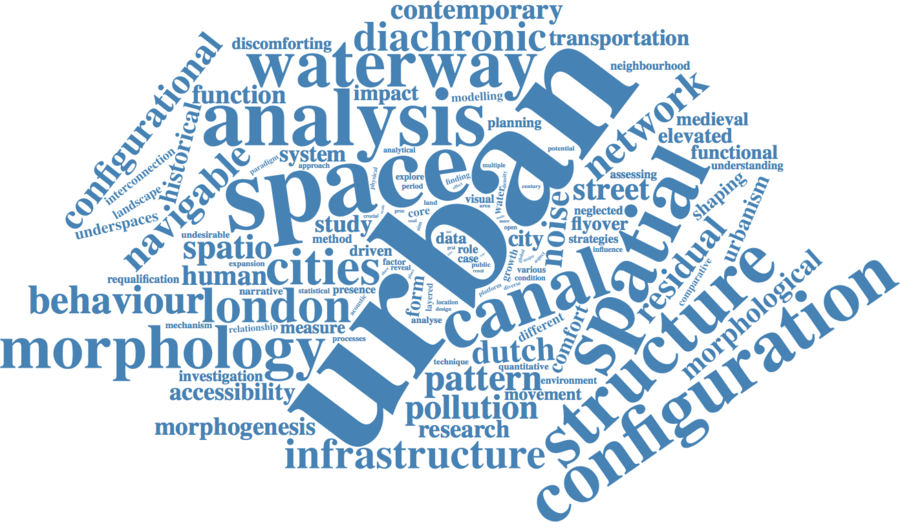 contemporary
discomforting
diachronic
transportation
waterway
neighbourhood
configurational
function
impact
modelling
network
analysis
planning
medieval
elevated
historical
interconnection
system
analytical
functional
paradigm
approach
space
urban
multiple
potential
understanding
landscape
navigable
physical
explore
period
finding
assessing
street
underspaces
study
core
land
visual
area
water
century
noise
neglected
shaping
undesirable
method
spatio
flyover
strategies
influence
urbanism
expansion
driven
data
role
case
city
spatial
residual
requalification
human
cities
factor
reveal
public
growth
various
condition
comparative
narrative
statistical
presence
form
layered
platform
diverse
behaviour
london
acoustic
location
design
canal
structure
morphological
mechanism
relationship
measure
analyse
different
comfort
configuration
morphology
processes
dutch
technique
quantitative
investigation
accessibility
pattern
environment
movement
morphogenesis
pollution
research
infrastructure